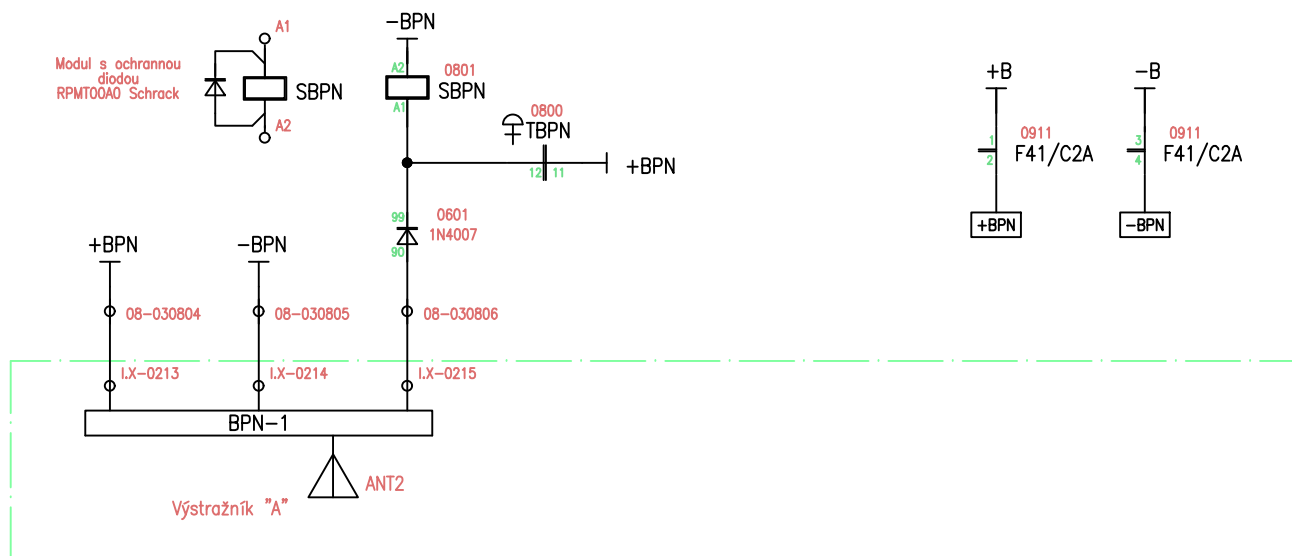 A1
Modul s ochrannou
diodou
RPMT00A0 Schrack
SBPN
A2
-BPN
A2
0801
SBPN
A1
0800
TBPN
12
11
+BPN
99
0601
1N4007
90
+B
1
0911
2
F41/C2A
+BPN
-B
3
0911
4
F41/C2A
-BPN
+BPN
-BPN
08-030804
08-030805
08-030806
I.X-0213
I.X-0214
I.X-0215
BPN-1
ANT2
Výstražník "A"